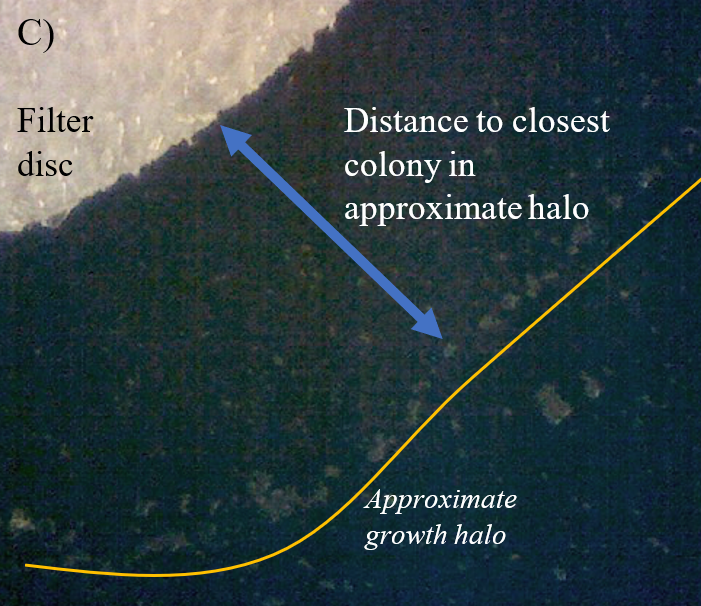 C)
Filter
disc
Distance to closest
colony in
approximate halo
Approximate
growth halo